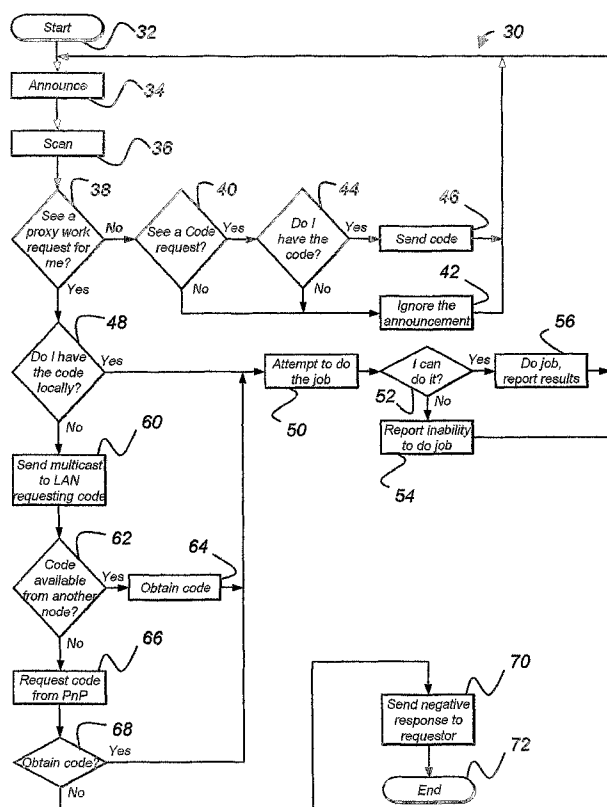 Start
32
30
Announce
34
Scan
36
38
See a
proxy work
request for
me?
No
Yes
40
See a Code
request?
Yes
No
44
Do I
have the
code?
Yes
No
46
Send code
42
Ignore the
announcement
48
Do I have
the code
locally?
Yes
No
Attempt to do
the job
50
I can
do it?
52
Yes
No
56
Do job,
report results
Report inability
to do job
54
60
Send multicast
to LAN
requesting code
62
Code
available
from another
node?
Yes
No
64
Obtain code
66
Request code
from PnP
68
Obtain code?
Yes
No
70
Send negative
response to
requestor
72
End